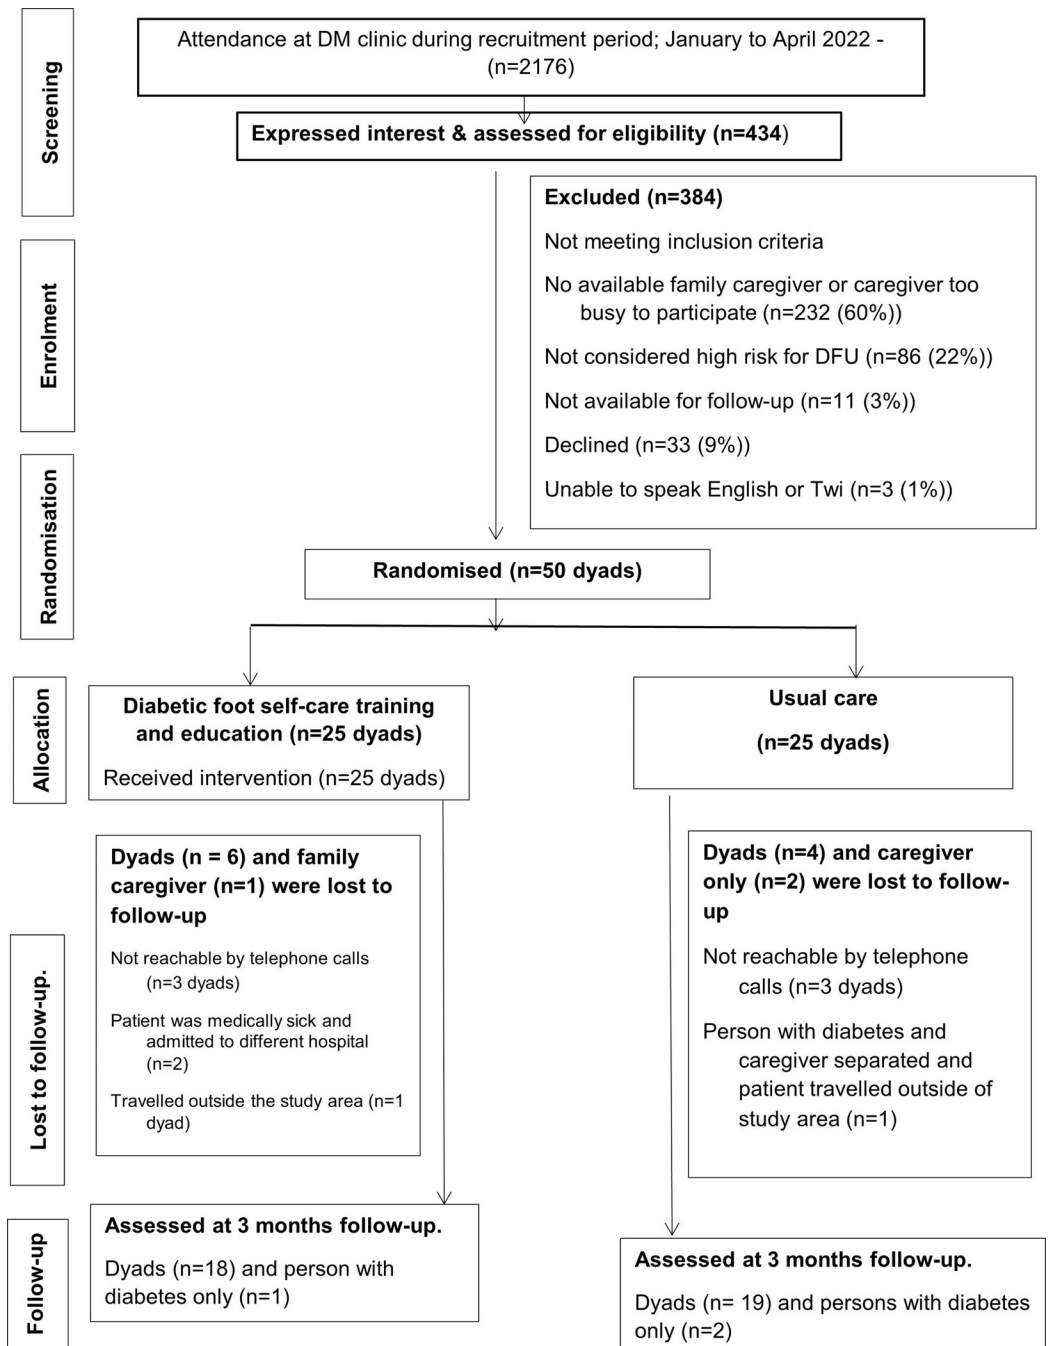 Screening
Attendance at DM clinic during recruitment period; January to April 2022 -
(n=2176)
Expressed interest & assessed for eligibility (n=434)
Enrolment
Excluded (n=384)
Not meeting inclusion criteria
No available family caregiver or caregiver too
busy to participate (n=232 (60%))
Not considered high risk for DFU (n=86 (22%))
Not available for follow-up (n=11 (3%))
Declined (n=33 (9%))
Unable to speak English or Twi (n=3 (1%))
Randomisation
Randomised (n=50 dyads)
Allocation
Diabetic foot self-care training
and education (n=25 dyads)
Received intervention (n=25 dyads)
Usual care
(n=25 dyads)
Lost to follow-up.
Dyads (n = 6) and family
caregiver (n=1) were lost to
follow-up
Not reachable by telephone calls
(n=3 dyads)
Patient was medically sick and
admitted to different hospital
(n=2)
Travelled outside the study area (n=1
dyad)
Dyads (n=4) and caregiver
only (n=2) were lost to follow-
up
Not reachable by telephone
calls (n=3 dyads)
Person with diabetes and
caregiver separated and
patient travelled outside of
study area (n=1)
Follow-up
Assessed at 3 months follow-up.
Dyads (n=18) and person with
diabetes only (n=1)
Assessed at 3 months follow-up.
Dyads (n= 19) and persons with diabetes
only (n=2)